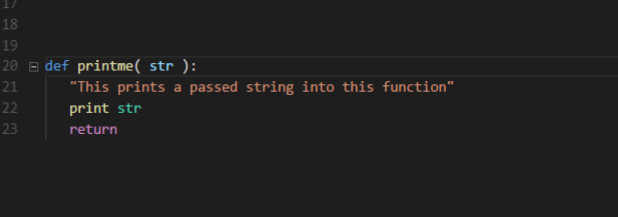 17
18
19
20 def printme( str ):
21 "This prints a passed string into this function"
22 print str
23 return